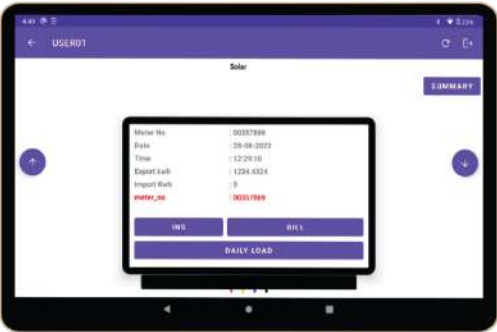 4:49
USER01
Solar
SUMMARY
Meter No : 00357869
Date : 28-08-2023
Time : 12:29:10
Export kwh : 1234.4324
Import Kwh : 0
meter_no : 00357869
INS BILL
DAILY LOAD